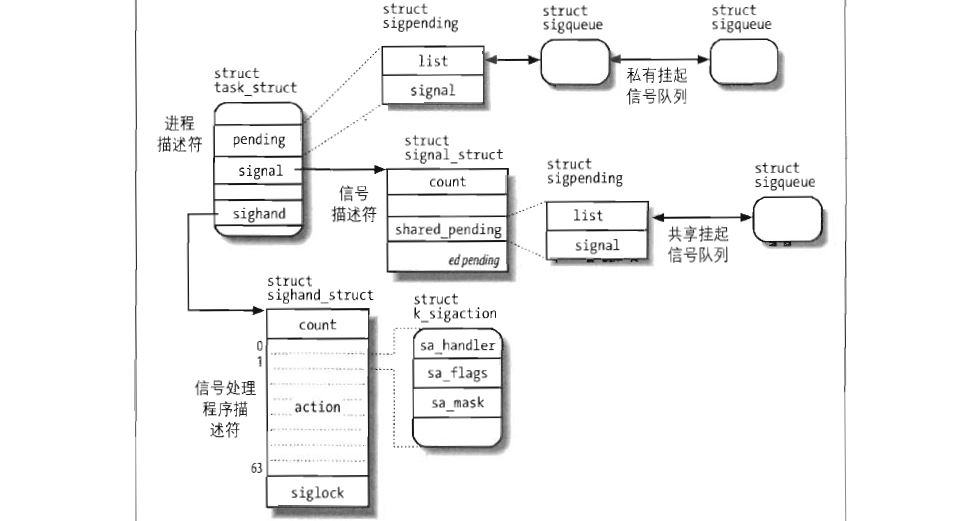 struct
sigpending
struct
sigqueue
struct
sigqueue
list
signal
私有挂起
信号队列
struct
task_struct
进程
描述符
pending
signal
sighand
struct
signal_struct
count
shared_pending
ed pending
信号
描述符
struct
sigpending
list
signal
struct
sigqueue
共享挂起
信号队列
struct
sighand_struct
count
0
1
action
63
siglock
信号处理
程序描
述符
struct
k_sigaction
sa_handler
sa_flags
sa_mask